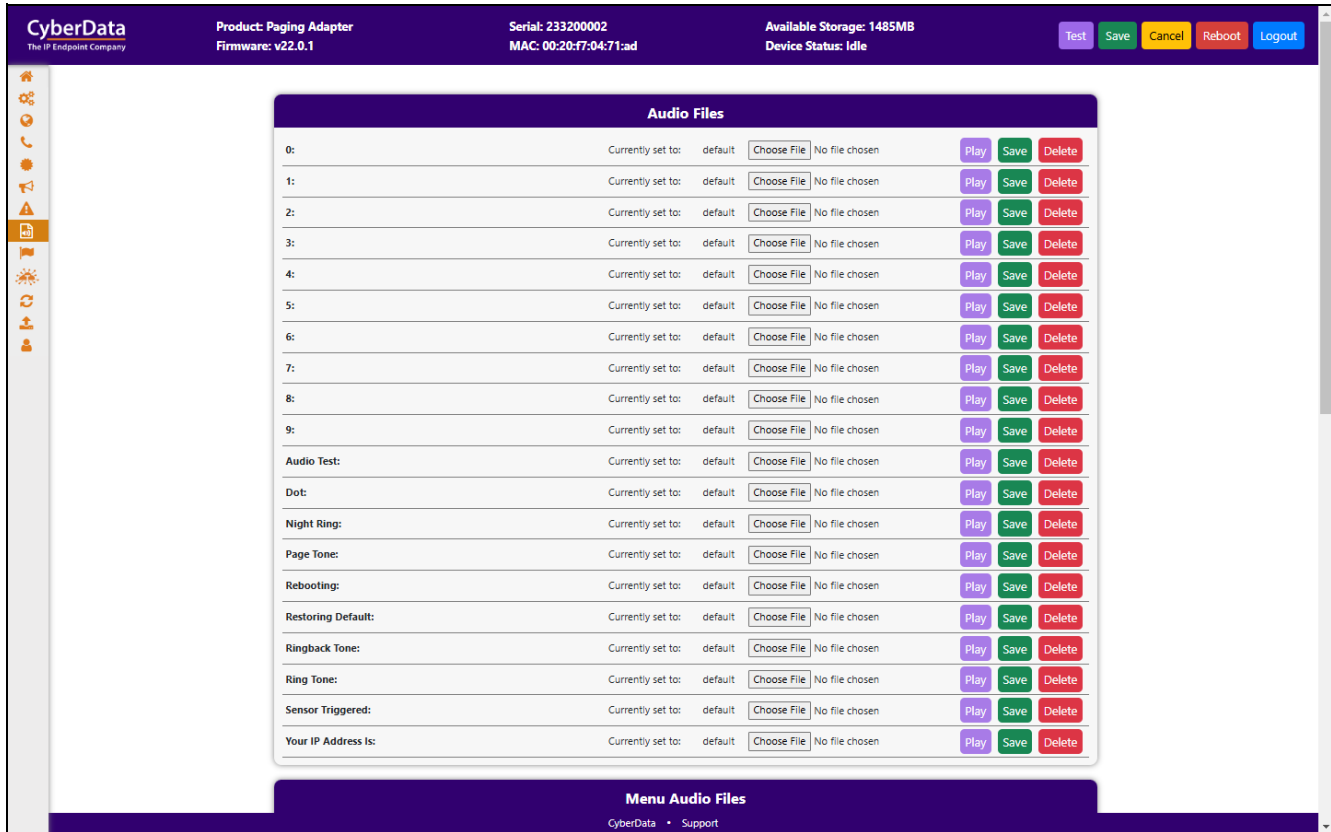 CyberData
The IP Endpoint Company
Product: Paging Adapter
Firmware: v22.0.1
Serial: 233200002
MAC: 00:20:f7:04:71:ad
Available Storage: 1485MB
Device Status: Idle
Test Save Cancel Reboot Logout
Audio Files
0: Currently set to: default Choose File No file chosen Play Save Delete
1: Currently set to: default Choose File No file chosen Play Save Delete
2: Currently set to: default Choose File No file chosen Play Save Delete
3: Currently set to: default Choose File No file chosen Play Save Delete
4: Currently set to: default Choose File No file chosen Play Save Delete
5: Currently set to: default Choose File No file chosen Play Save Delete
6: Currently set to: default Choose File No file chosen Play Save Delete
7: Currently set to: default Choose File No file chosen Play Save Delete
8: Currently set to: default Choose File No file chosen Play Save Delete
9: Currently set to: default Choose File No file chosen Play Save Delete
Audio Test: Currently set to: default Choose File No file chosen Play Save Delete
Dot: Currently set to: default Choose File No file chosen Play Save Delete
Night Ring: Currently set to: default Choose File No file chosen Play Save Delete
Page Tone: Currently set to: default Choose File No file chosen Play Save Delete
Rebooting: Currently set to: default Choose File No file chosen Play Save Delete
Restoring Default: Currently set to: default Choose File No file chosen Play Save Delete
Ringback Tone: Currently set to: default Choose File No file chosen Play Save Delete
Ring Tone: Currently set to: default Choose File No file chosen Play Save Delete
Sensor Triggered: Currently set to: default Choose File No file chosen Play Save Delete
Your IP Address Is: Currently set to: default Choose File No file chosen Play Save Delete
Menu Audio Files
CyberData • Support